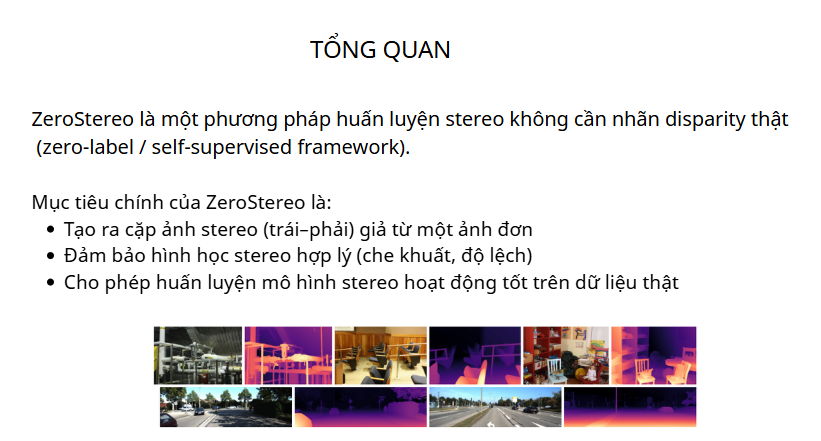 TỔNG QUAN
ZeroStereo là một phương pháp huấn luyện stereo không cần nhãn disparity thật
(zero-label / self-supervised framework).
Mục tiêu chính của ZeroStereo là:
• Tạo ra cặp ảnh stereo (trái–phải) giả từ một ảnh đơn
• Đảm bảo hình học stereo hợp lý (che khuất, độ lệch)
• Cho phép huấn luyện mô hình stereo hoạt động tốt trên dữ liệu thật